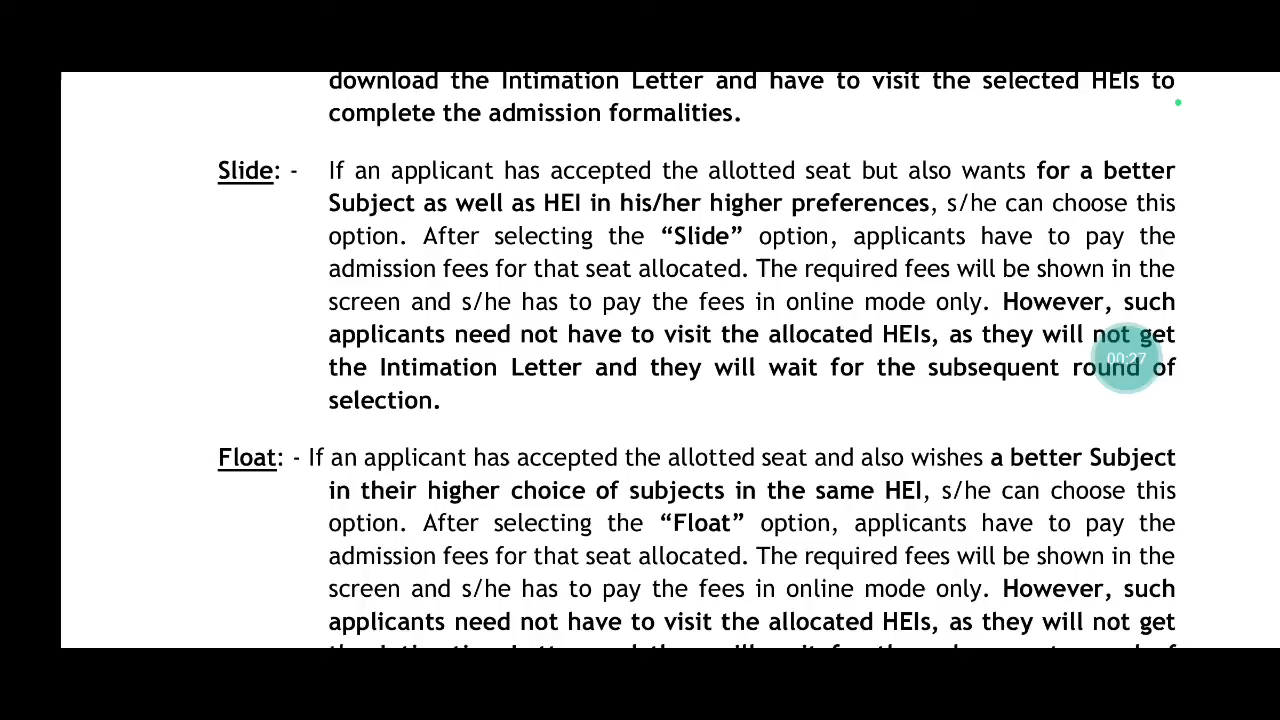 download the Intimation Letter and have to visit the selected HEIs to
complete the admission formalities.
Slide: - If an applicant has accepted the allotted seat but also wants for a better
Subject as well as HEI in his/her higher preferences, s/he can choose this
option. After selecting the “Slide” option, applicants have to pay the
admission fees for that seat allocated. The required fees will be shown in the
screen and s/he has to pay the fees in online mode only. However, such
applicants need not have to visit the allocated HEIs, as they will not get
the Intimation Letter and they will wait for the subsequent round of
selection.
00:27
Float: - If an applicant has accepted the allotted seat and also wishes a better Subject
in their higher choice of subjects in the same HEI, s/he can choose this
option. After selecting the “Float” option, applicants have to pay the
admission fees for that seat allocated. The required fees will be shown in the
screen and s/he has to pay the fees in online mode only. However, such
applicants need not have to visit the allocated HEIs, as they will not get